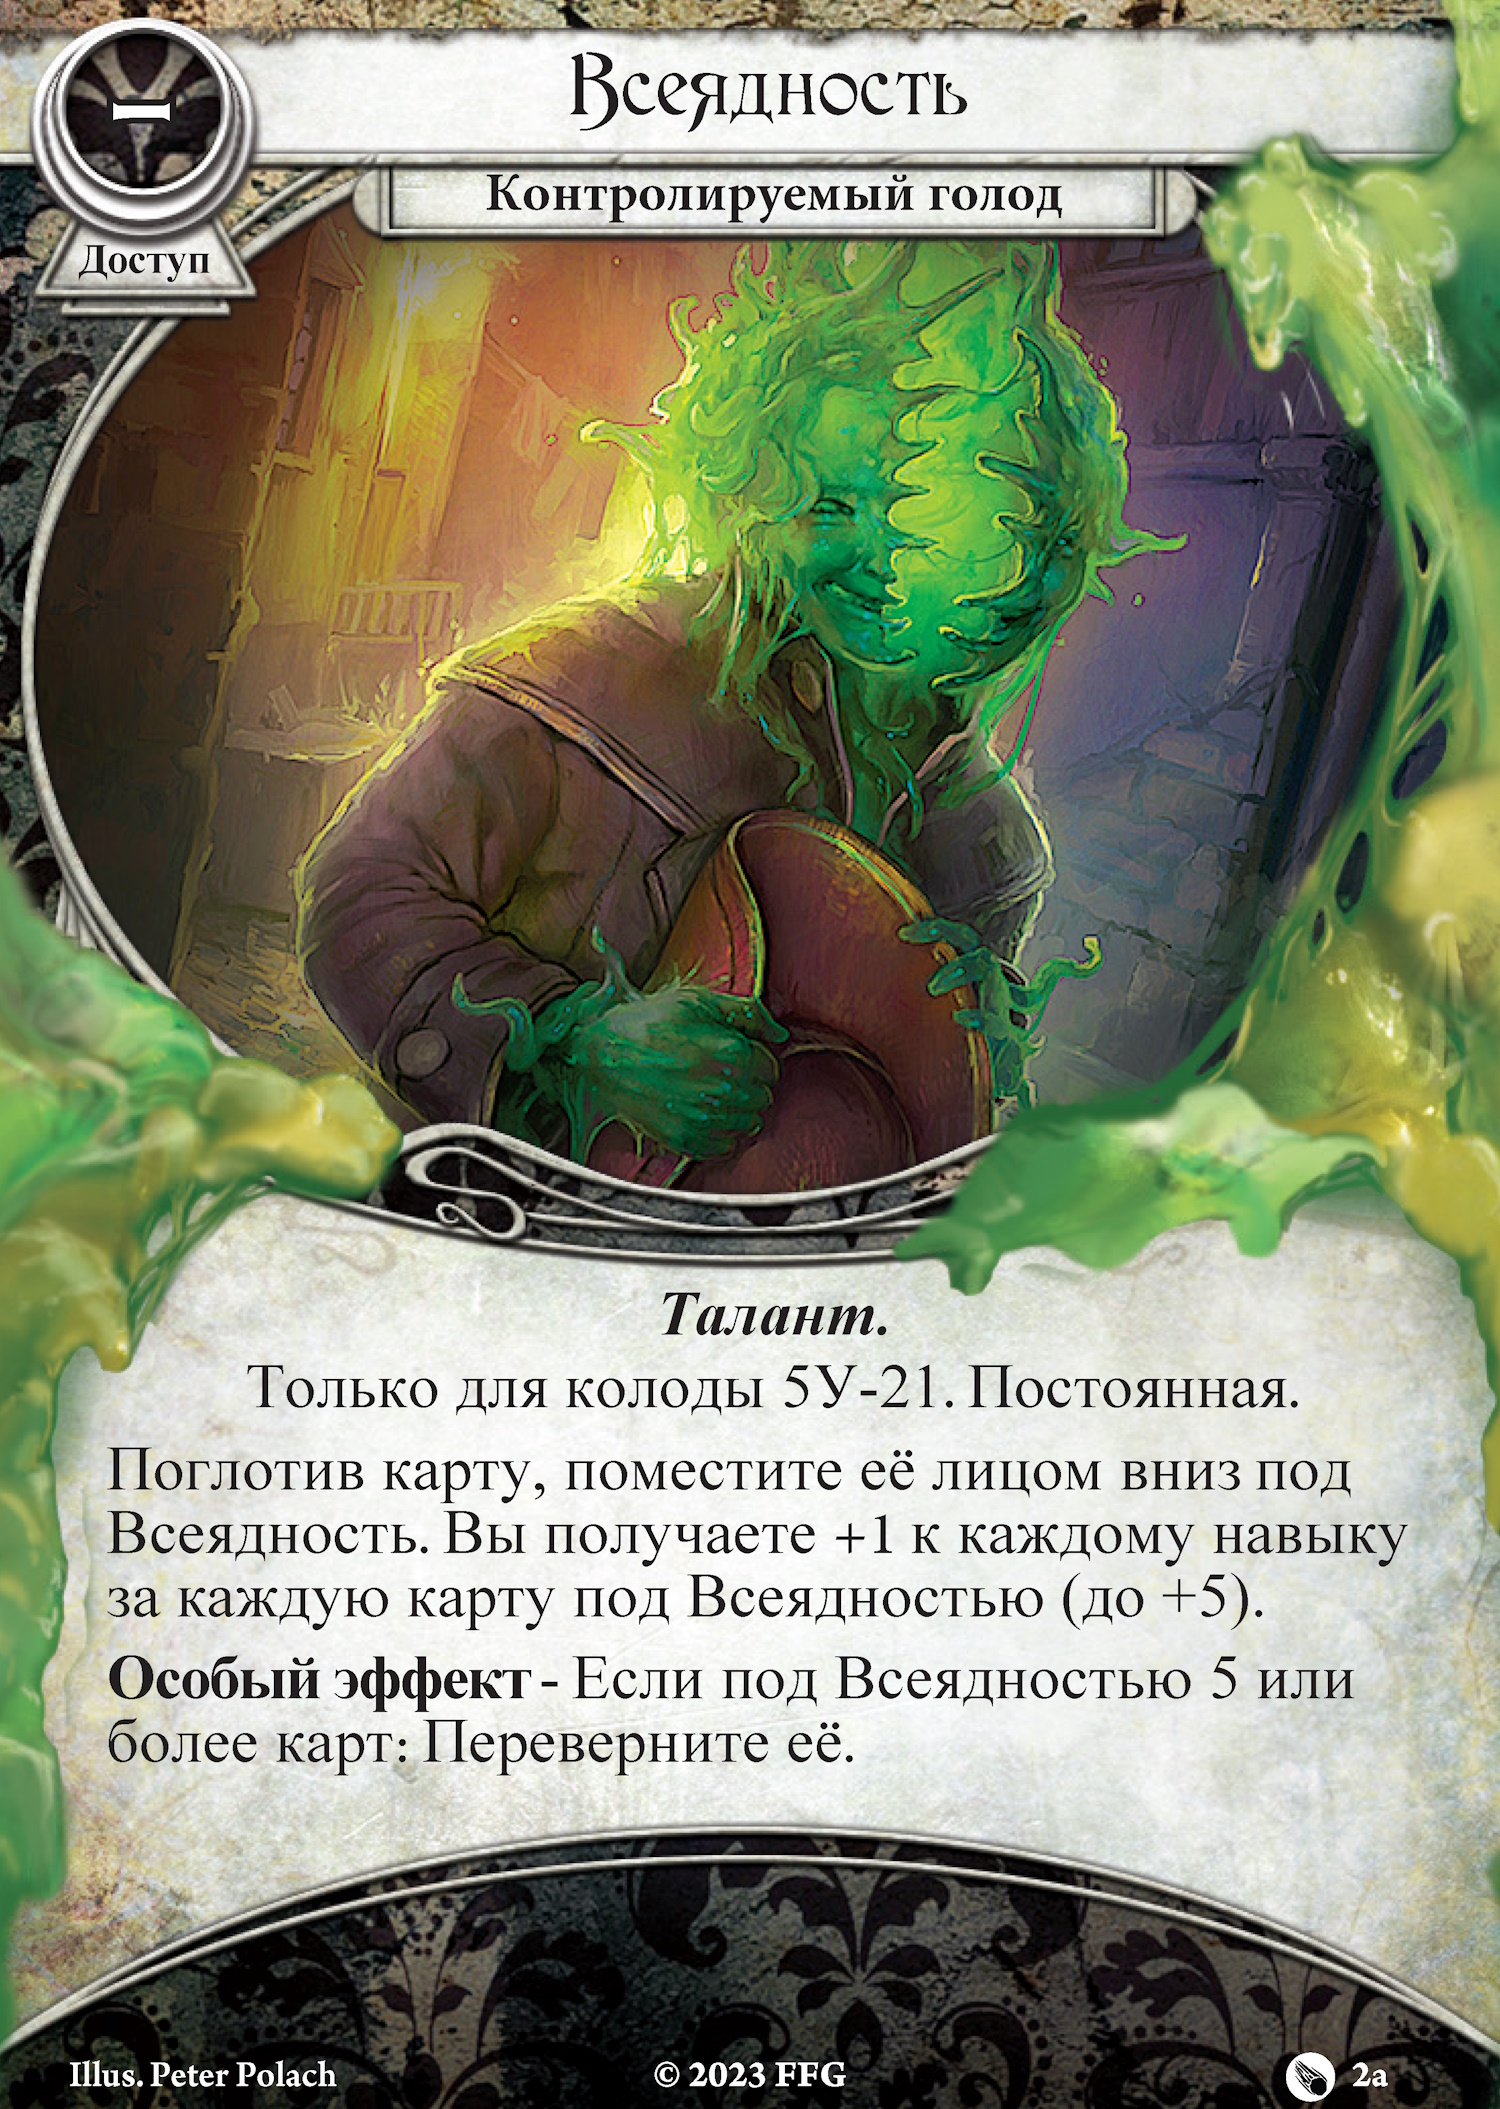 Всеядность
Контролируемый голод
Доступ
Талант.
Только для колоды 5У-21. Постоянная.
Поглотив карту, поместите её лицом вниз под
Всеядность. Вы получаете +1 к каждому навыку
за каждую карту под Всеядностью (до +5).
Особый эффект - Если под Всеядностью 5 или
более карт: Переверните её.
Illus. Peter Polach
© 2023 FFG
2a